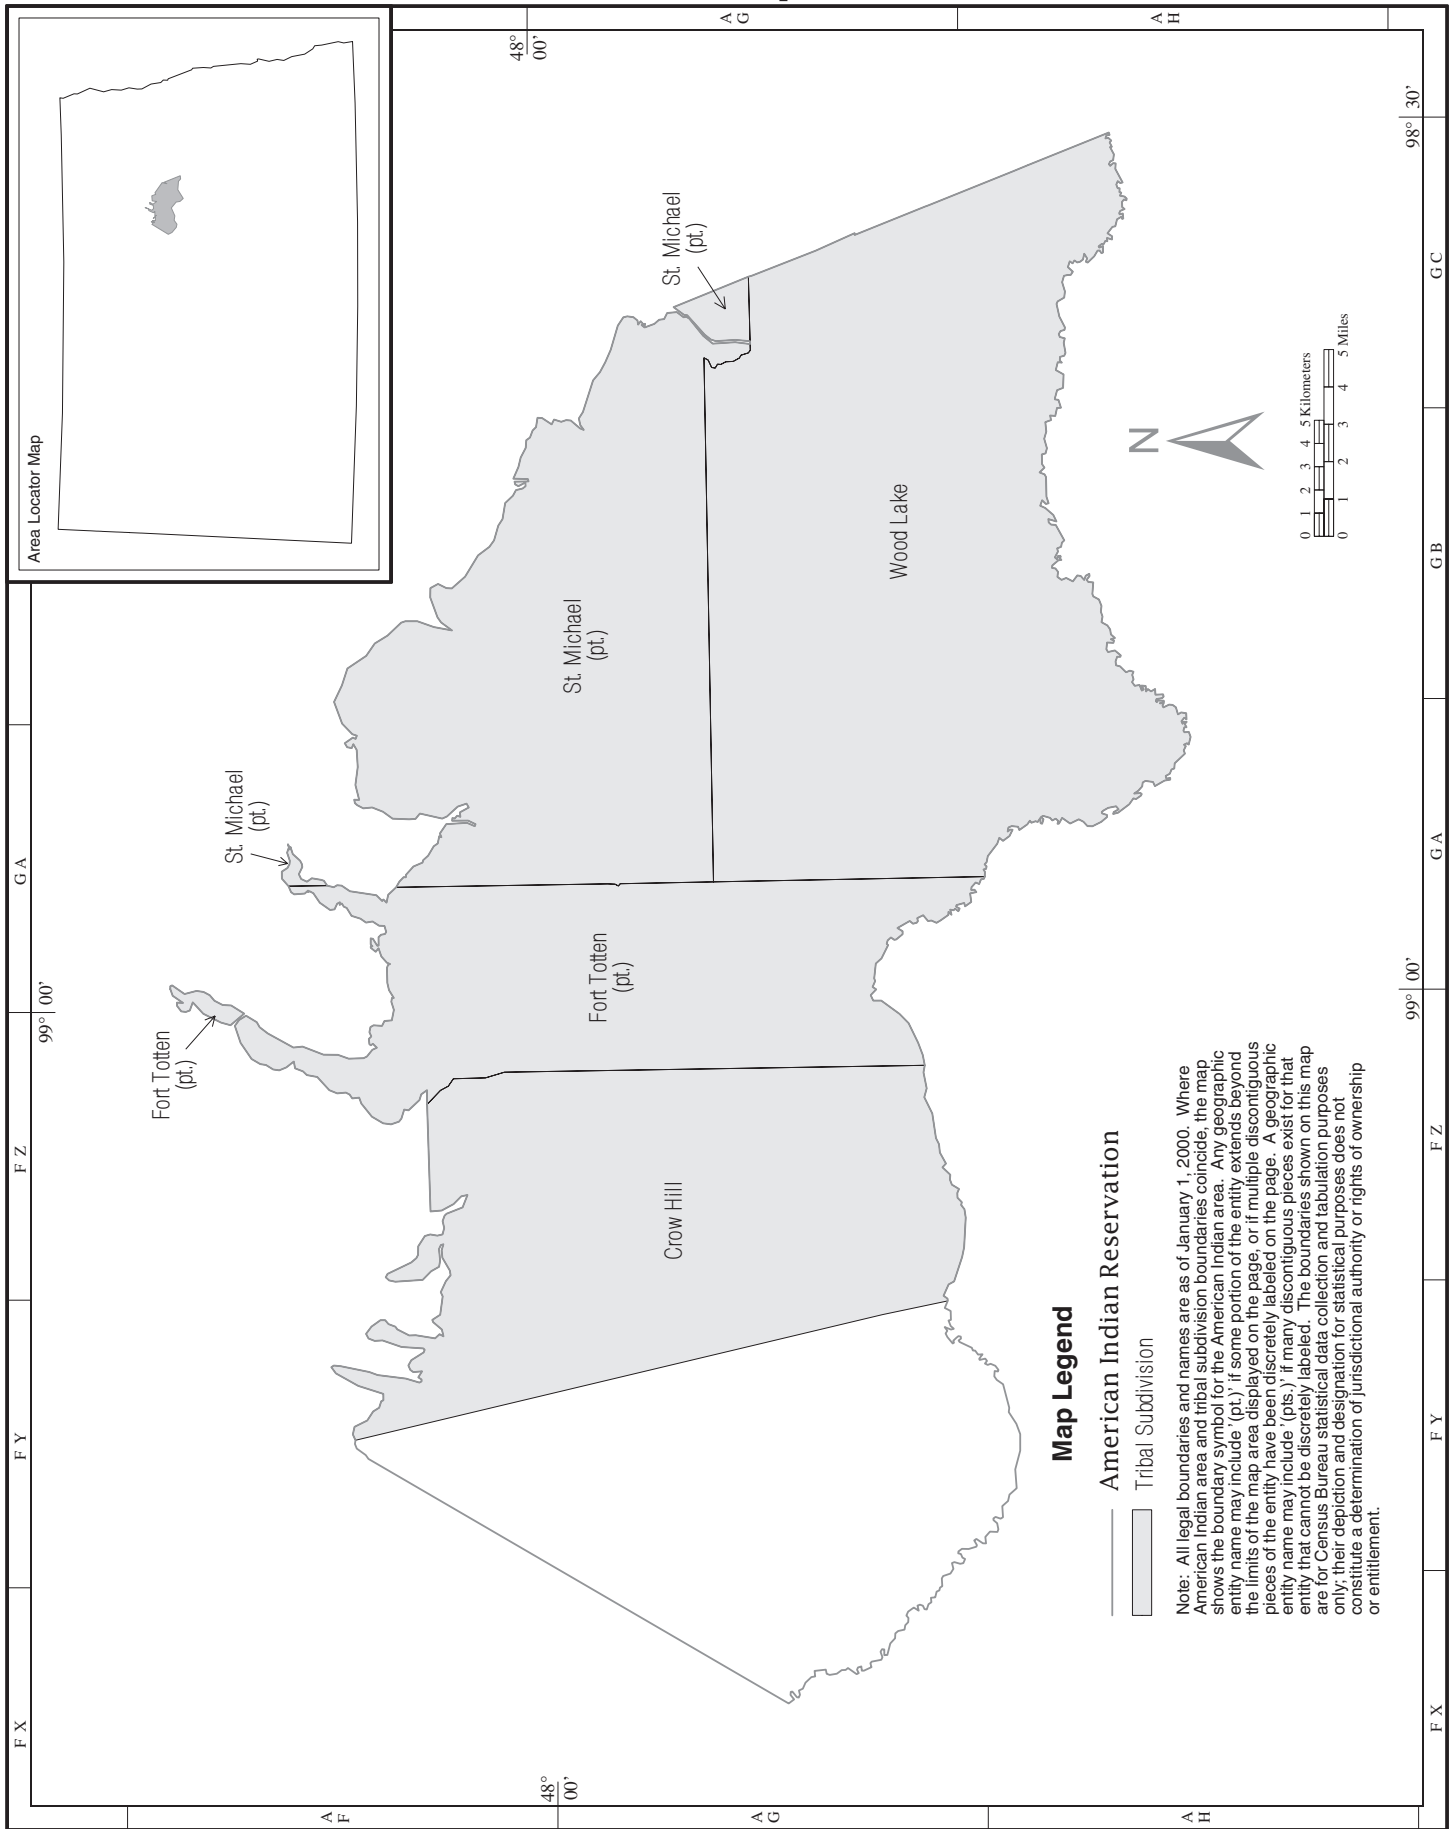 Area Locator Map
F X
F Y
F Z
G A
99° 00'
48°
00'
48°
00'
A
F
A
G
A
H
A
G
A
H
Fort Totten
(pt.)
St. Michael
(pt.)
St. Michael
(pt.)
St. Michael
(pt.)
Fort Totten
(pt.)
Crow Hill
Wood Lake
N
0 1 2 3 4 5 Kilometers
0 1 2 3 4 5 Miles
Map Legend
American Indian Reservation
Tribal Subdivision
Note: All legal boundaries and names are as of January 1, 2000. Where
American Indian area and tribal subdivision boundaries coincide, the map
shows the boundary symbol for the American Indian area. Any geographic
entity name may include '(pt.)' if some portion of the entity extends beyond
the limits of the map area displayed on the page, or if multiple discontiguous
pieces of the entity have been discretely labeled on the page. A geographic
entity name may include '(pts.)' if many discontiguous pieces exist for that
entity that cannot be discretely labeled. The boundaries shown on this map
are for Census Bureau statistical data collection and tabulation purposes
only; their depiction and designation for statistical purposes does not
constitute a determination of jurisdictional authority or rights of ownership
or entitlement.
99° 00'
98° 30'
F X
F Y
F Z
G A
G B
G C